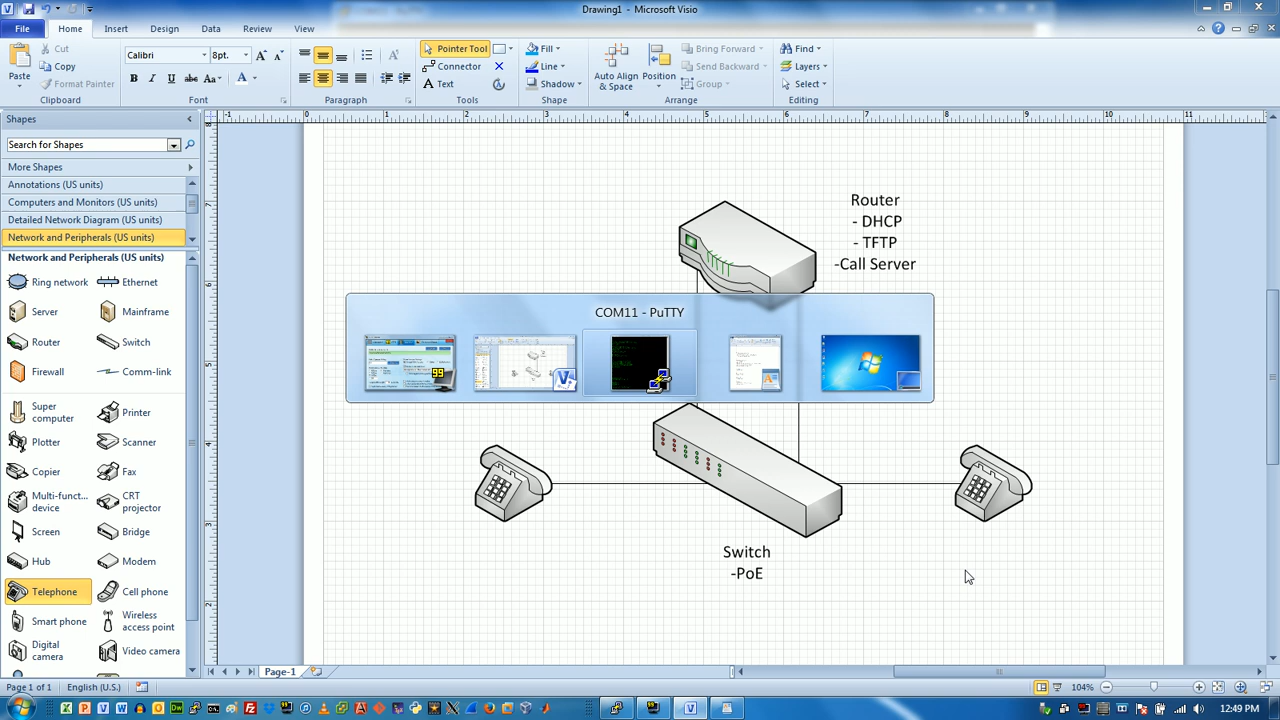 Drawing1 - Microsoft Visio
File Home Insert Design Data Review View
Paste
Cut
Copy
Format Painter
Clipboard
Calibri 8pt.
Font
Paragraph
Pointer Tool
Connector
Text
Tools
Fill
Line
Shadow
Shape
Auto Align & Space
Position
Bring Forward
Send Backward
Group
Arrange
Find
Layers
Select
Editing
Shapes
Search for Shapes
More Shapes
Annotations (US units)
Computers and Monitors (US units)
Detailed Network Diagram (US units)
Network and Peripherals (US units)
Network and Peripherals (US units)
Ring network Ethernet
Server Mainframe
Router Switch
Firewall Comm-link
Super computer Printer
Plotter Scanner
Copier Fax
Multi-funct... device CRT projector
Screen Bridge
Hub Modem
Telephone Cell phone
Smart phone Wireless access point
Digital camera Video camera
Router
- DHCP
- TFTP
-Call Server
COM11 - PuTTY
99
Switch
-PoE
Page-1
Page 1 of 1 English (U.S.) 104%
12:49 PM